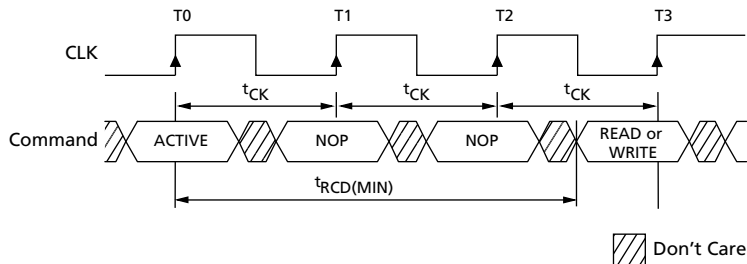 T0 T1 T2 T3
CLK
tCK tCK tCK
Command ACTIVE NOP NOP READ or
WRITE
tRCD(MIN)
Don't Care